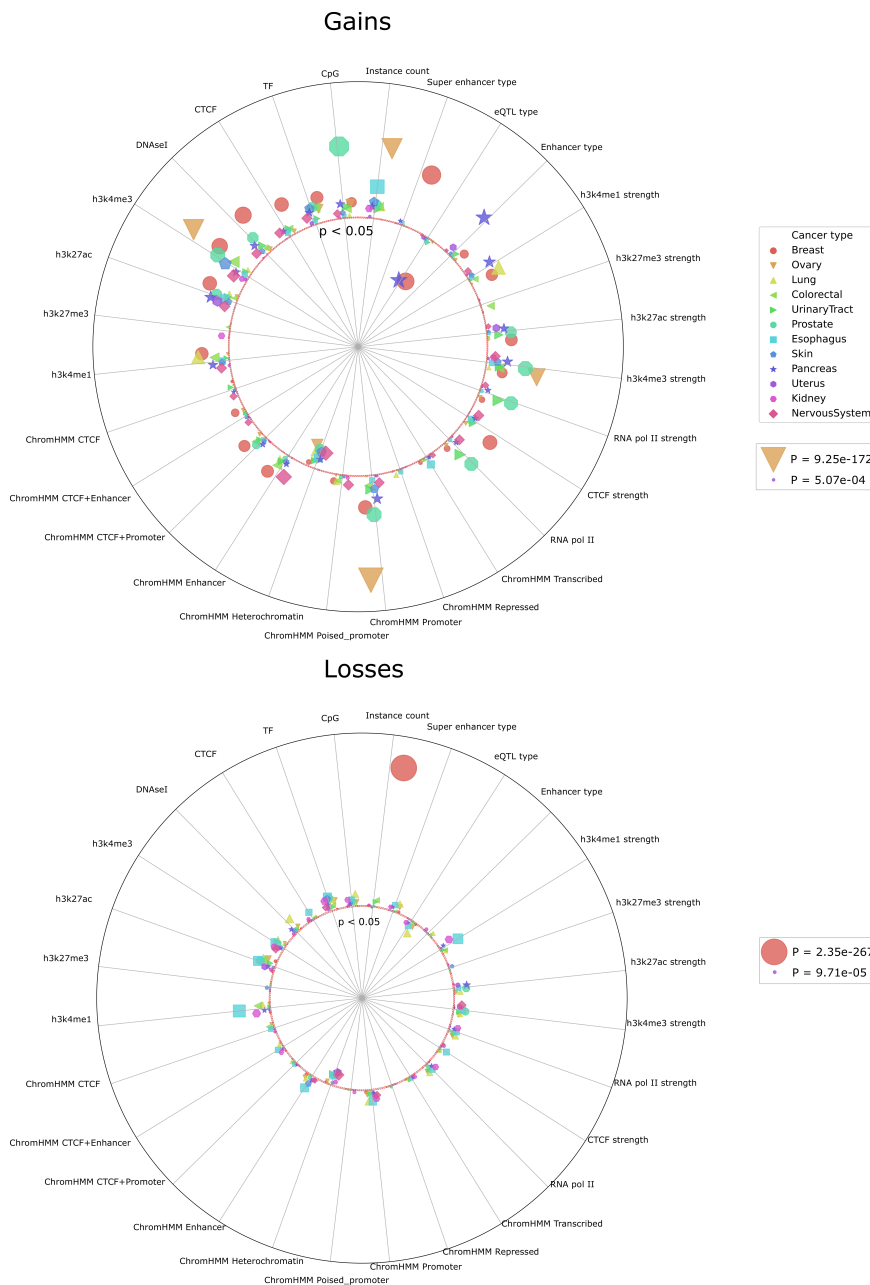 Gains
CpG
Instance count
TF
Super enhancer type
CTCF
eQTL type
DNAseI
Enhancer type
h3k4me3
h3k4me1 strength
p < 0.05
h3k27ac
h3k27me3 strength
h3k27me3
h3k27ac strength
h3k4me1
h3k4me3 strength
ChromHMM CTCF
RNA pol II strength
ChromHMM CTCF+Enhancer
CTCF strength
ChromHMM CTCF+Promoter
RNA pol II
ChromHMM Enhancer
ChromHMM Transcribed
ChromHMM Heterochromatin
ChromHMM Repressed
ChromHMM Poised_promoter
ChromHMM Promoter
Cancer type
Breast
Ovary
Lung
Colorectal
UrinaryTract
Prostate
Esophagus
Skin
Pancreas
Uterus
Kidney
NervousSystem
P = 9.25e-172
P = 5.07e-04
Losses
CpG
Instance count
TF
Super enhancer type
CTCF
eQTL type
DNAseI
Enhancer type
h3k4me3
h3k4me1 strength
h3k27ac
h3k27me3 strength
p < 0.05
h3k27me3
h3k27ac strength
h3k4me1
h3k4me3 strength
ChromHMM CTCF
RNA pol II strength
ChromHMM CTCF+Enhancer
CTCF strength
ChromHMM CTCF+Promoter
RNA pol II
ChromHMM Enhancer
ChromHMM Transcribed
ChromHMM Heterochromatin
ChromHMM Repressed
ChromHMM Poised_promoter
ChromHMM Promoter
P = 2.35e-267
P = 9.71e-05